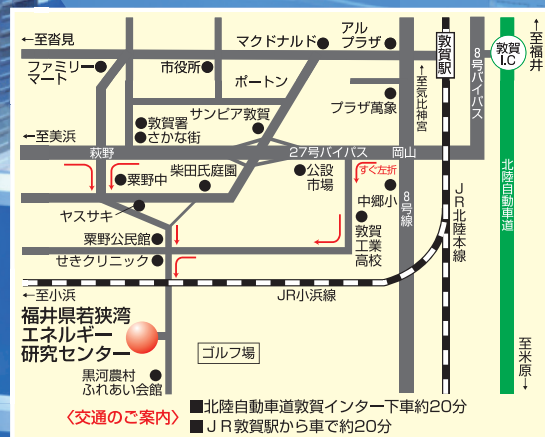 ←至沓見
マクドナルド
アル
プラザ
敦賀駅
8号バイパス
敦賀
I.C
↑至福井
ファミリー
マート
市役所
ポートン
プラザ萬象
↑至気比神宮
サンピア敦賀
敦賀署
さかな街
←至美浜
萩野
27号バイパス
岡山
すぐ左折
粟野中
柴田氏庭園
公設
市場
中郷小
8号線
JR北陸本線
北陸自動車道
ヤスサキ
敦賀
工業
高校
粟野公民館
せきクリニック
←至小浜
JR小浜線
福井県若狭湾
エネルギー
研究センター
ゴルフ場
至米原↓
黒河農村
ふれあい会館
〈交通のご案内〉
■北陸自動車道敦賀インター下車約20分
■JR敦賀駅から車で約20分